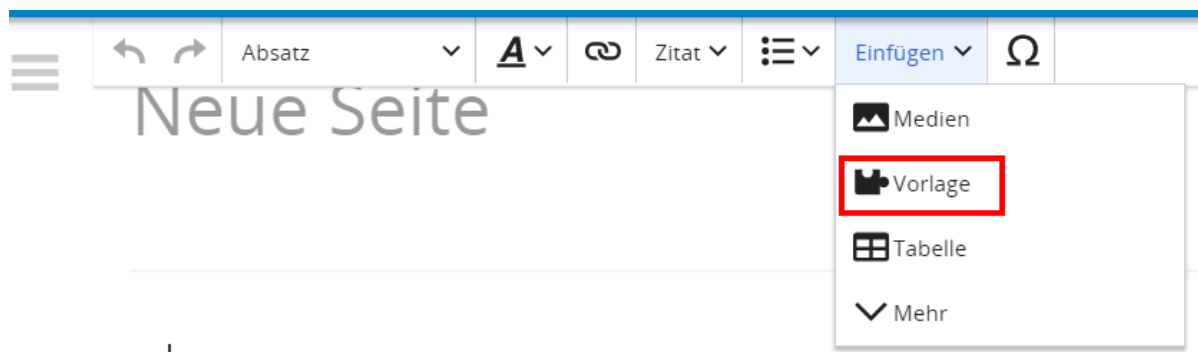 Absatz A Zitat Einfügen Ω
Neue Seite
Medien
Vorlage
Tabelle
Mehr